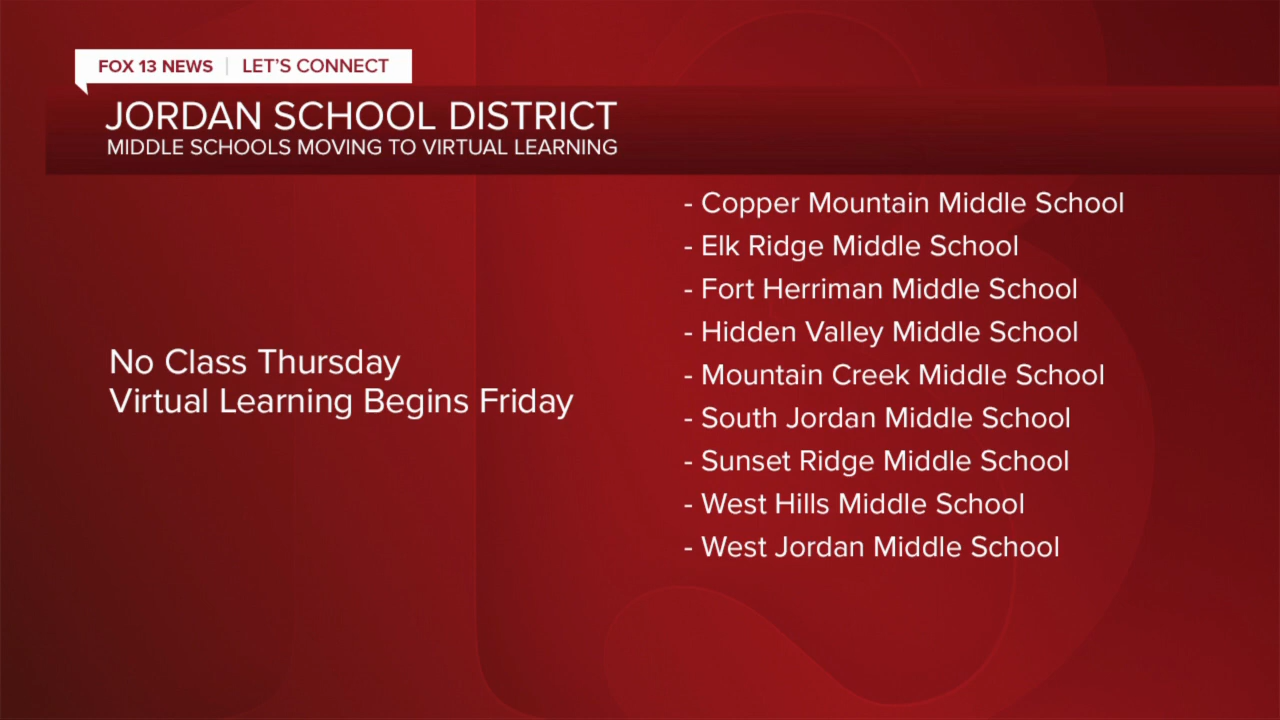 FOX 13 NEWS | LET'S CONNECT
JORDAN SCHOOL DISTRICT
MIDDLE SCHOOLS MOVING TO VIRTUAL LEARNING
No Class Thursday
Virtual Learning Begins Friday
- Copper Mountain Middle School
- Elk Ridge Middle School
- Fort Herriman Middle School
- Hidden Valley Middle School
- Mountain Creek Middle School
- South Jordan Middle School
- Sunset Ridge Middle School
- West Hills Middle School
- West Jordan Middle School